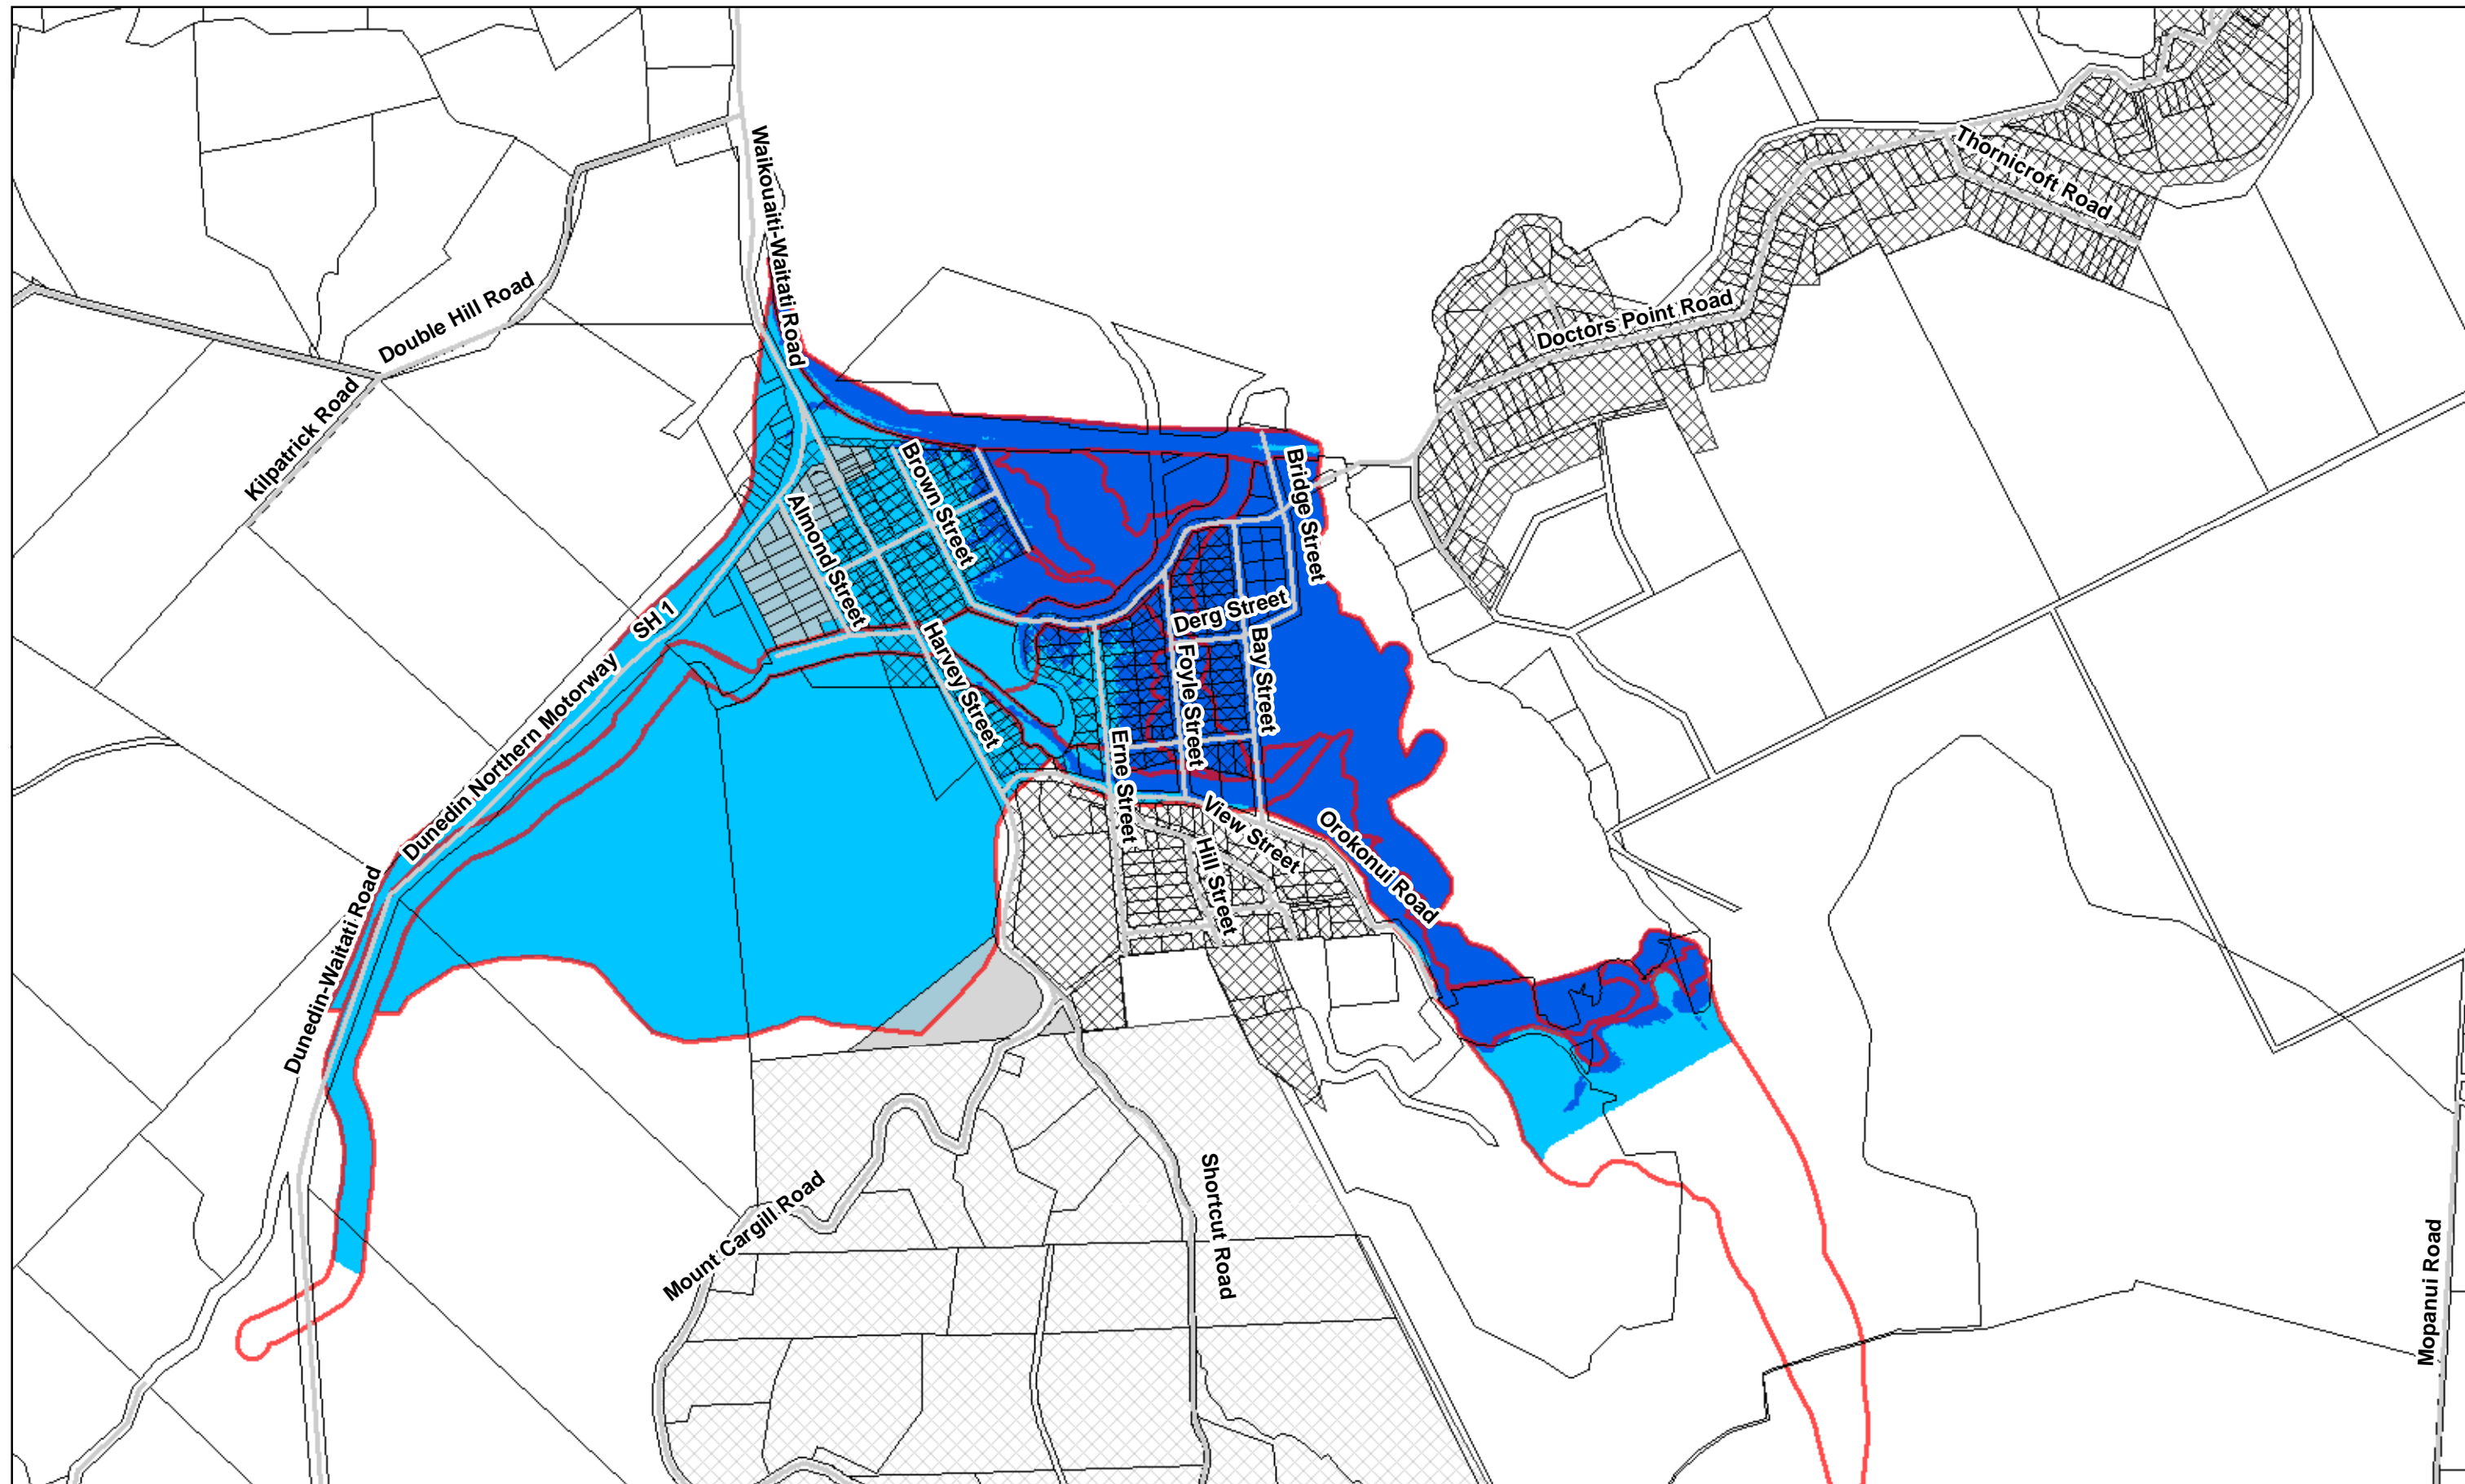 Waikouaiti-Waitati Road
Thornicroft Road
Double Hill Road
Doctors Point Road
Kilpatrick Road
Brown Street
Bridge Street
Almond Street
SH 1
Derg Street
Harvey Street
Bay Street
Foyle Street
Dunedin Northern Motorway
Erne Street
View Street
Orokonui Road
Hill Street
Dunedin-Waitati Road
Mount Cargill Road
Shortcut Road
Mopanui Road